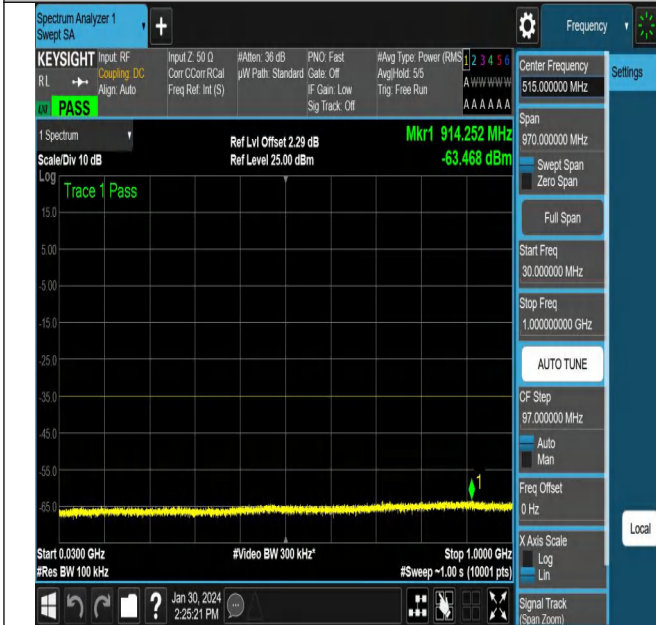 Spectrum Analyzer 1
Swept SA
+
Frequency
KEYSIGHT
RL
PASS
Input: RF
Coupling: DC
Align: Auto
Input Z: 50 Ω
Corr CCorr RCal
Freq Ref: Int (S)
#Atten: 36 dB
µW Path: Standard
PNO: Fast
Gate: Off
IF Gain: Low
Sig Track: Off
#Avg Type: Power (RMS
Avg|Hold: 5/5
Trig: Free Run
1 2 3 4 5 6
A W W W W W
A A A A A A
1 Spectrum
Scale/Div 10 dB
Ref Lvl Offset 2.29 dB
Ref Level 25.00 dBm
Mkr1 914.252 MHz
-63.468 dBm
Log
Trace 1 Pass
15.0
5.00
-5.00
-15.0
-25.0
-35.0
-45.0
-55.0
-65.0
1
Start 0.0300 GHz
#Res BW 100 kHz
#Video BW 300 kHz*
Stop 1.0000 GHz
#Sweep ~1.00 s (10001 pts)
Jan 30, 2024
2:25:21 PM
Center Frequency
515.000000 MHz
Settings
Span
970.000000 MHz
Swept Span
Zero Span
Full Span
Start Freq
30.000000 MHz
Stop Freq
1.000000000 GHz
AUTO TUNE
CF Step
97.000000 MHz
Auto
Man
Freq Offset
0 Hz
Local
X Axis Scale
Log
Lin
Signal Track
(Span Zoom)